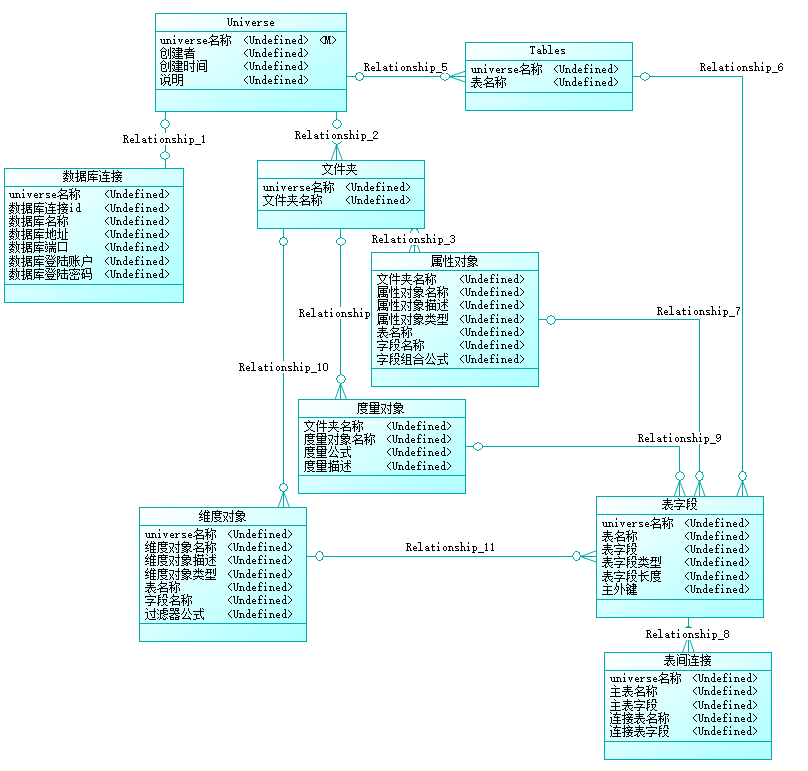 Universe
universe名称 <Undefined> <M>
创建者 <Undefined>
创建时间 <Undefined>
说明 <Undefined>
Relationship_5
Tables
universe名称 <Undefined>
表名称 <Undefined>
Relationship_6
Relationship_1
Relationship_2
数据库连接
universe名称 <Undefined>
数据库连接id <Undefined>
数据库名称 <Undefined>
数据库地址 <Undefined>
数据库端口 <Undefined>
数据库登陆账户 <Undefined>
数据库登陆密码 <Undefined>
文件夹
universe名称 <Undefined>
文件夹名称 <Undefined>
Relationship_3
属性对象
文件夹名称 <Undefined>
属性对象名称 <Undefined>
属性对象描述 <Undefined>
属性对象类型 <Undefined>
表名称 <Undefined>
字段名称 <Undefined>
字段组合公式 <Undefined>
Relationship
Relationship_7
Relationship_10
度量对象
文件夹名称 <Undefined>
度量对象名称 <Undefined>
度量公式 <Undefined>
度量描述 <Undefined>
Relationship_9
维度对象
universe名称 <Undefined>
维度对象名称 <Undefined>
维度对象描述 <Undefined>
维度对象类型 <Undefined>
表名称 <Undefined>
字段名称 <Undefined>
过滤器公式 <Undefined>
Relationship_11
表字段
universe名称 <Undefined>
表名称 <Undefined>
表字段 <Undefined>
表字段类型 <Undefined>
表字段长度 <Undefined>
主外键 <Undefined>
Relationship_8
表间连接
universe名称 <Undefined>
主表名称 <Undefined>
主表字段 <Undefined>
连接表名称 <Undefined>
连接表字段 <Undefined>